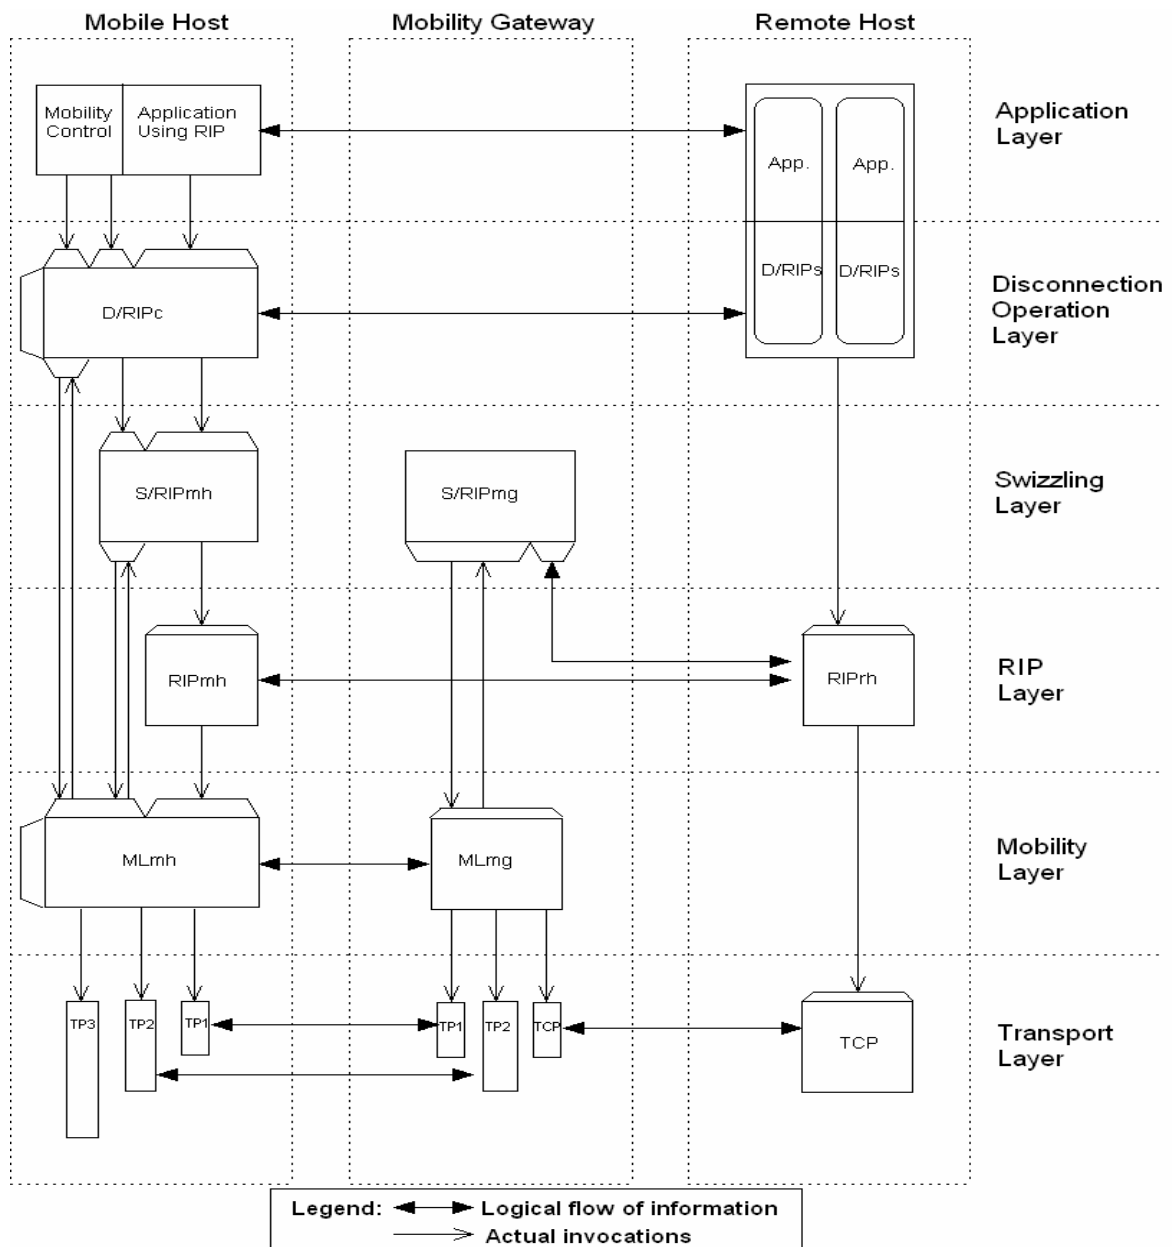 Mobile Host
Mobility Gateway
Remote Host
Mobility
Control
Application
Using RIP
App.
App.
Application
Layer
D/RIPc
D/RIPs
D/RIPs
Disconnection
Operation
Layer
S/RIPmh
S/RIPmg
Swizzling
Layer
RIPmh
RIPrh
RIP
Layer
MLmh
MLmg
Mobility
Layer
TP3
TP2
TP1
TP1
TP2
TCP
TCP
Transport
Layer
Legend:
Logical flow of information
Actual invocations